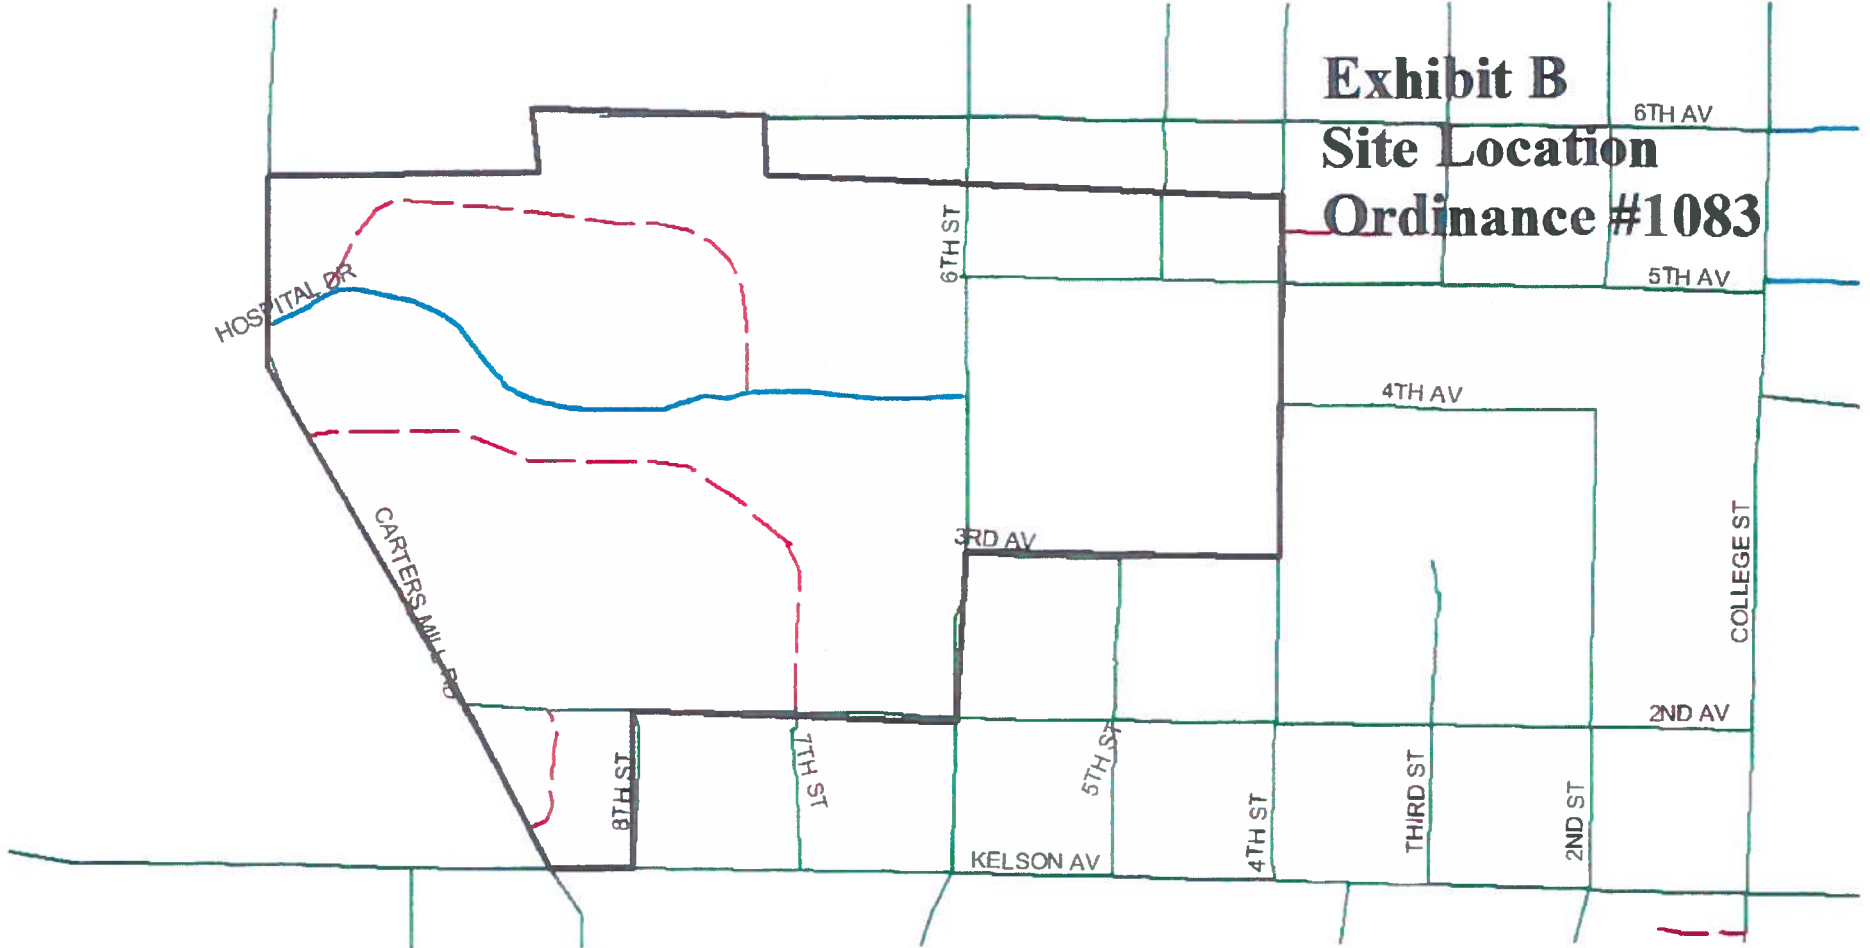 Exhibit B
6TH AV
Site Location
Ordinance #1083
6TH ST
5TH AV
HOSPITAL DR
4TH AV
CARTERS MILL RD
3RD AV
COLLEGE ST
2ND AV
8TH ST
7TH ST
5TH ST
4TH ST
THIRD ST
2ND ST
KELSON AV